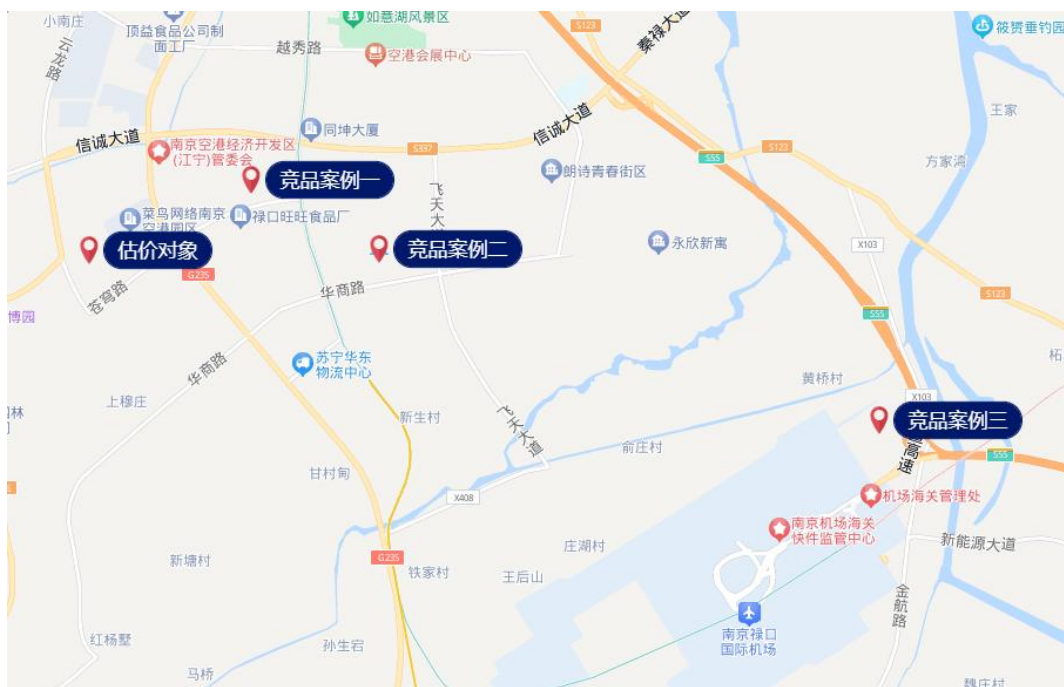 小南庄
顶益食品公司制
面工厂
如意湖风景区
越秀路
空港会展中心
云龙路
S123
秦禄大道
筱赟垂钓园
王家
信诚大道
南京空港经济开发区
(江宁)管委会
同坤大厦
S337
信诚大道
S55
S123
方家湾
竞品案例一
朗诗青春街区
飞天大道
菜鸟网络南京
空港园区
禄口旺旺食品厂
估价对象
竞品案例二
永欣新寓
X103
G235
苍穹路
华商路
S123
博园
S55
苏宁华东
物流中心
华商路
柘
黄桥村
上穆庄
新生村
X103
竞品案例三
林
飞天大道
俞庄村
高速
S55
甘村甸
X408
机场海关管理处
南京机场海关
快件监管中心
新能源大道
庄湖村
新塘村
G235
铁家村
王后山
金航路
南京禄口
国际机场
红杨墅
孙生宕
马桥
魏庄村